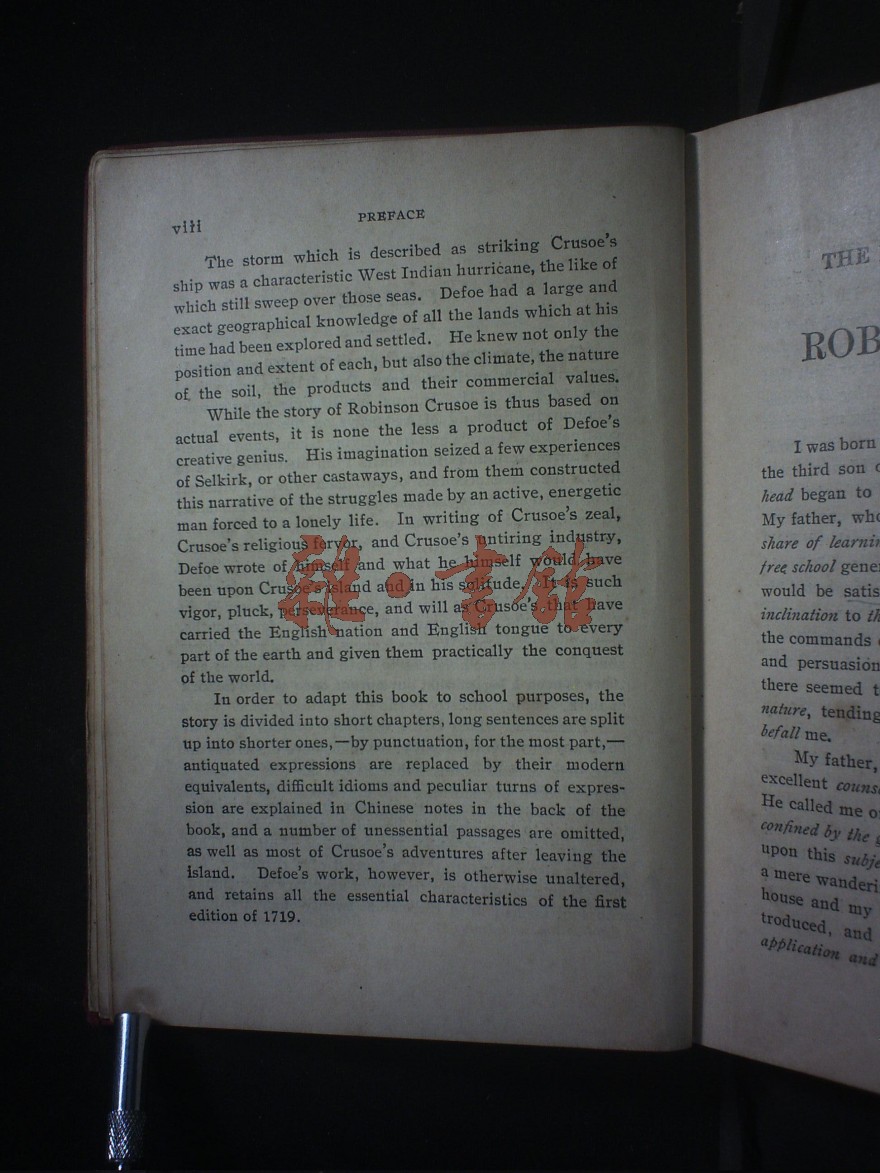 viii
PREFACE
The storm which is described as striking Crusoe's
ship was a characteristic West Indian hurricane, the like of
which still sweep over those seas. Defoe had a large and
exact geographical knowledge of all the lands which at his
time had been explored and settled. He knew not only the
position and extent of each, but also the climate, the nature
of the soil, the products and their commercial values.
While the story of Robinson Crusoe is thus based on
actual events, it is none the less a product of Defoe's
creative genius. His imagination seized a few experiences
of Selkirk, or other castaways, and from them constructed
this narrative of the struggles made by an active, energetic
man forced to a lonely life. In writing of Crusoe's zeal,
Crusoe's religious fervor, and Crusoe's untiring industry,
Defoe wrote of himself and what he himself would have
been upon Crusoe's island and in his solitude. It is such
vigor, pluck, perseverance, and will as Crusoe's that have
carried the English nation and English tongue to every
part of the earth and given them practically the conquest
of the world.
In order to adapt this book to school purposes, the
story is divided into short chapters, long sentences are split
up into shorter ones,—by punctuation, for the most part,—
antiquated expressions are replaced by their modern
equivalents, difficult idioms and peculiar turns of expres-
sion are explained in Chinese notes in the back of the
book, and a number of unessential passages are omitted,
as well as most of Crusoe's adventures after leaving the
island. Defoe's work, however, is otherwise unaltered,
and retains all the essential characteristics of the first
edition of 1719.
雜·書館
THE
ROB
I was born
the third son
head began to
My father, who
share of learnin
free school gene
would be satis
inclination to th
the commands
and persuasion
there seemed t
nature, tending
befall me.
My father,
excellent couns
He called me o
confined by the g
upon this subje
a mere wanderi
house and my
troduced, and
application and